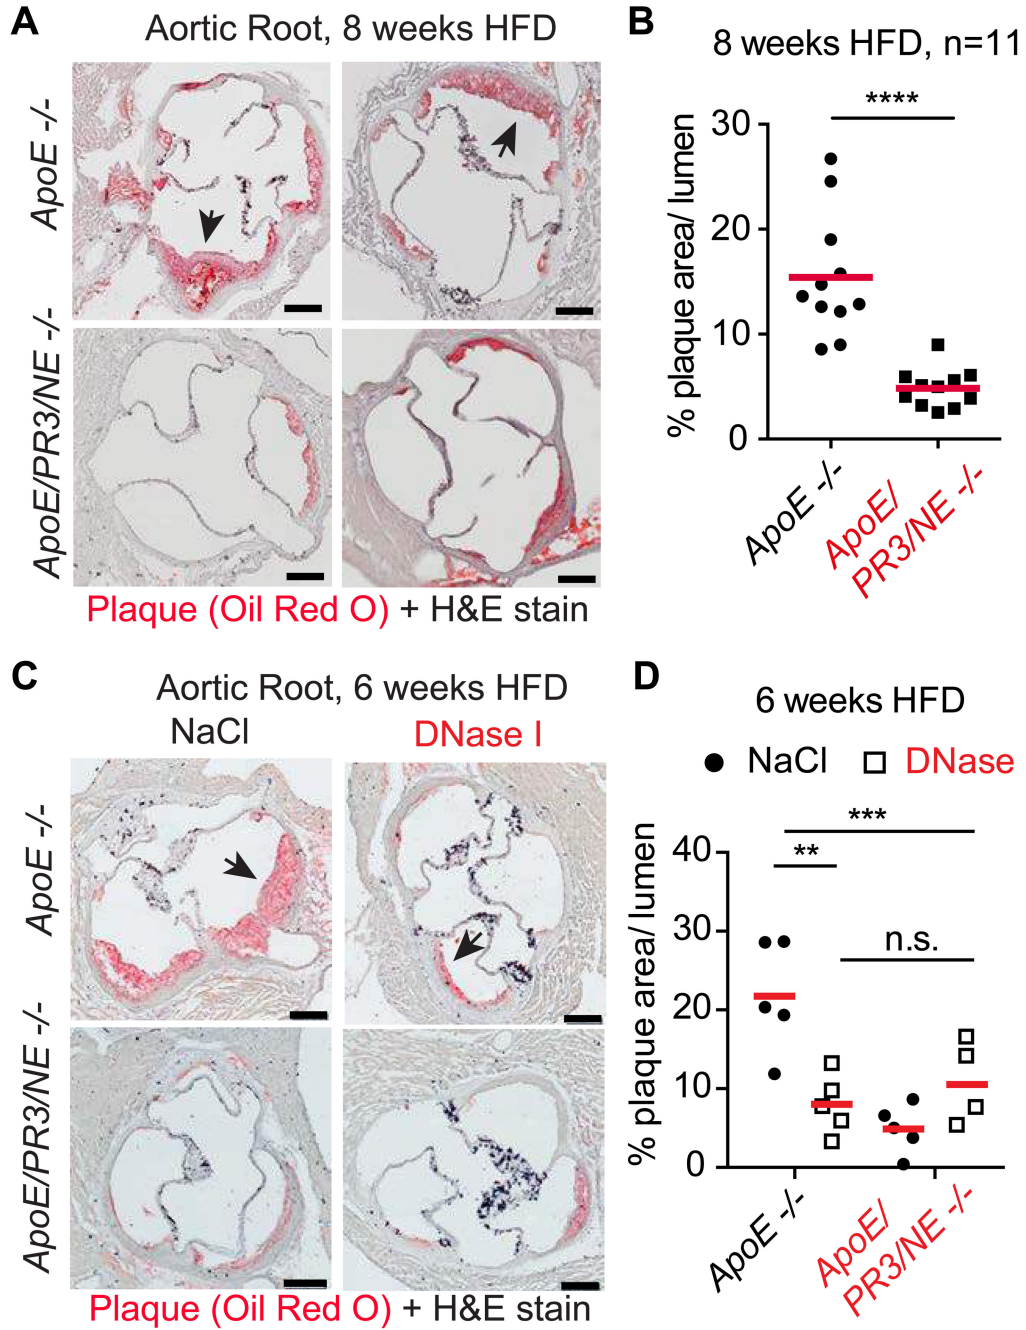 A
Aortic Root, 8 weeks HFD
ApoE -/-
ApoE/PR3/NE -/-
Plaque (Oil Red O) + H&E stain
B
8 weeks HFD, n=11
****
% plaque area/ lumen
30
20
10
0
ApoE -/-
ApoE/
PR3/NE -/-
C
Aortic Root, 6 weeks HFD
NaCl
DNase I
ApoE -/-
ApoE/PR3/NE -/-
Plaque (Oil Red O) + H&E stain
D
6 weeks HFD
NaCl
DNase
***
**
n.s.
% plaque area/ lumen
40
30
20
10
0
ApoE -/-
ApoE/
PR3/NE -/-